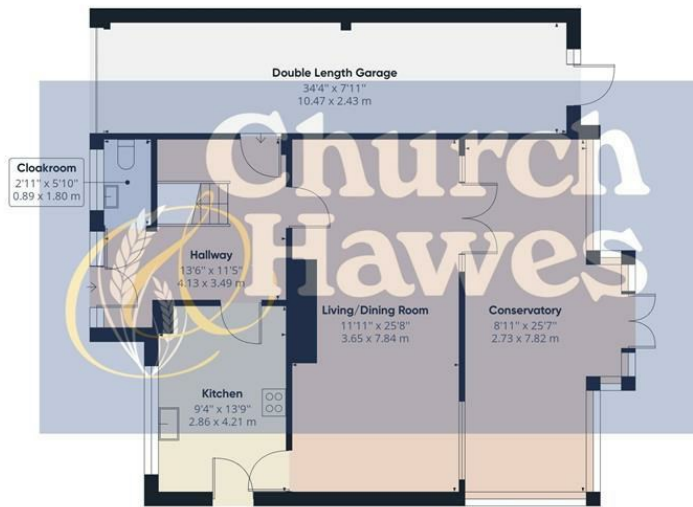 Double Length Garage
34'4" x 7'11"
10.47 x 2.43 m
Church
Hawes
Cloakroom
2'11" x 5'10"
0.89 x 1.80 m
Hallway
13'6" x 11'5"
4.13 x 3.49 m
Living/Dining Room
11'11" x 25'8"
3.65 x 7.84 m
Conservatory
8'11" x 25'7"
2.73 x 7.82 m
Kitchen
9'4" x 13'9"
2.86 x 4.21 m